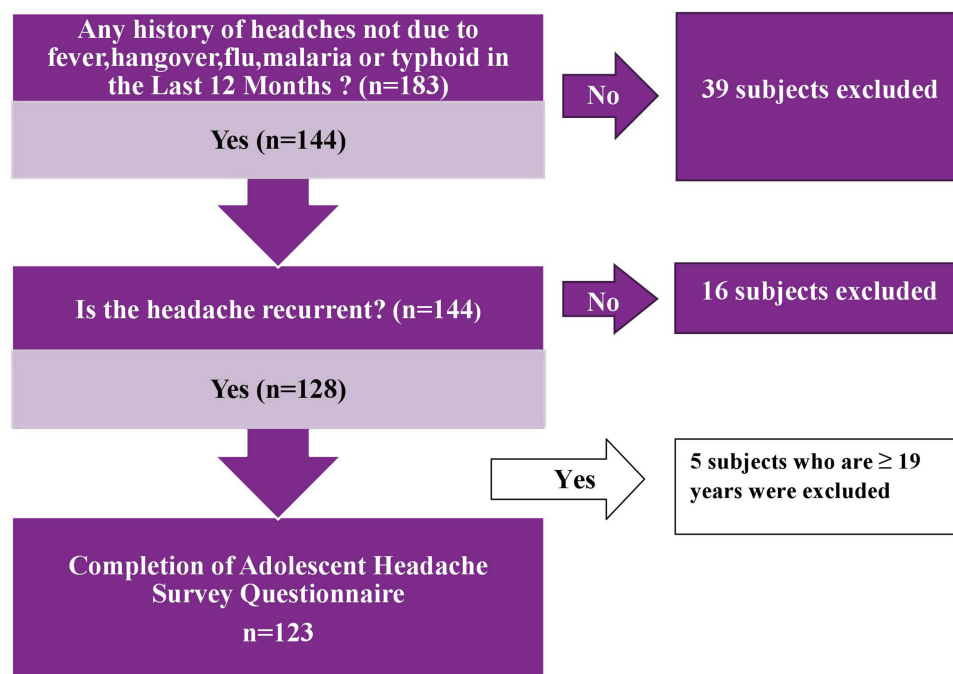 Any history of headches not due to
fever,hangover,flu,malaria or typhoid in
the Last 12 Months ? (n=183)
No
39 subjects excluded
Yes (n=144)
Is the headache recurrent? (n=144)
No
16 subjects excluded
Yes (n=128)
Yes
5 subjects who are ≥ 19
years were excluded
Completion of Adolescent Headache
Survey Questionnaire
n=123